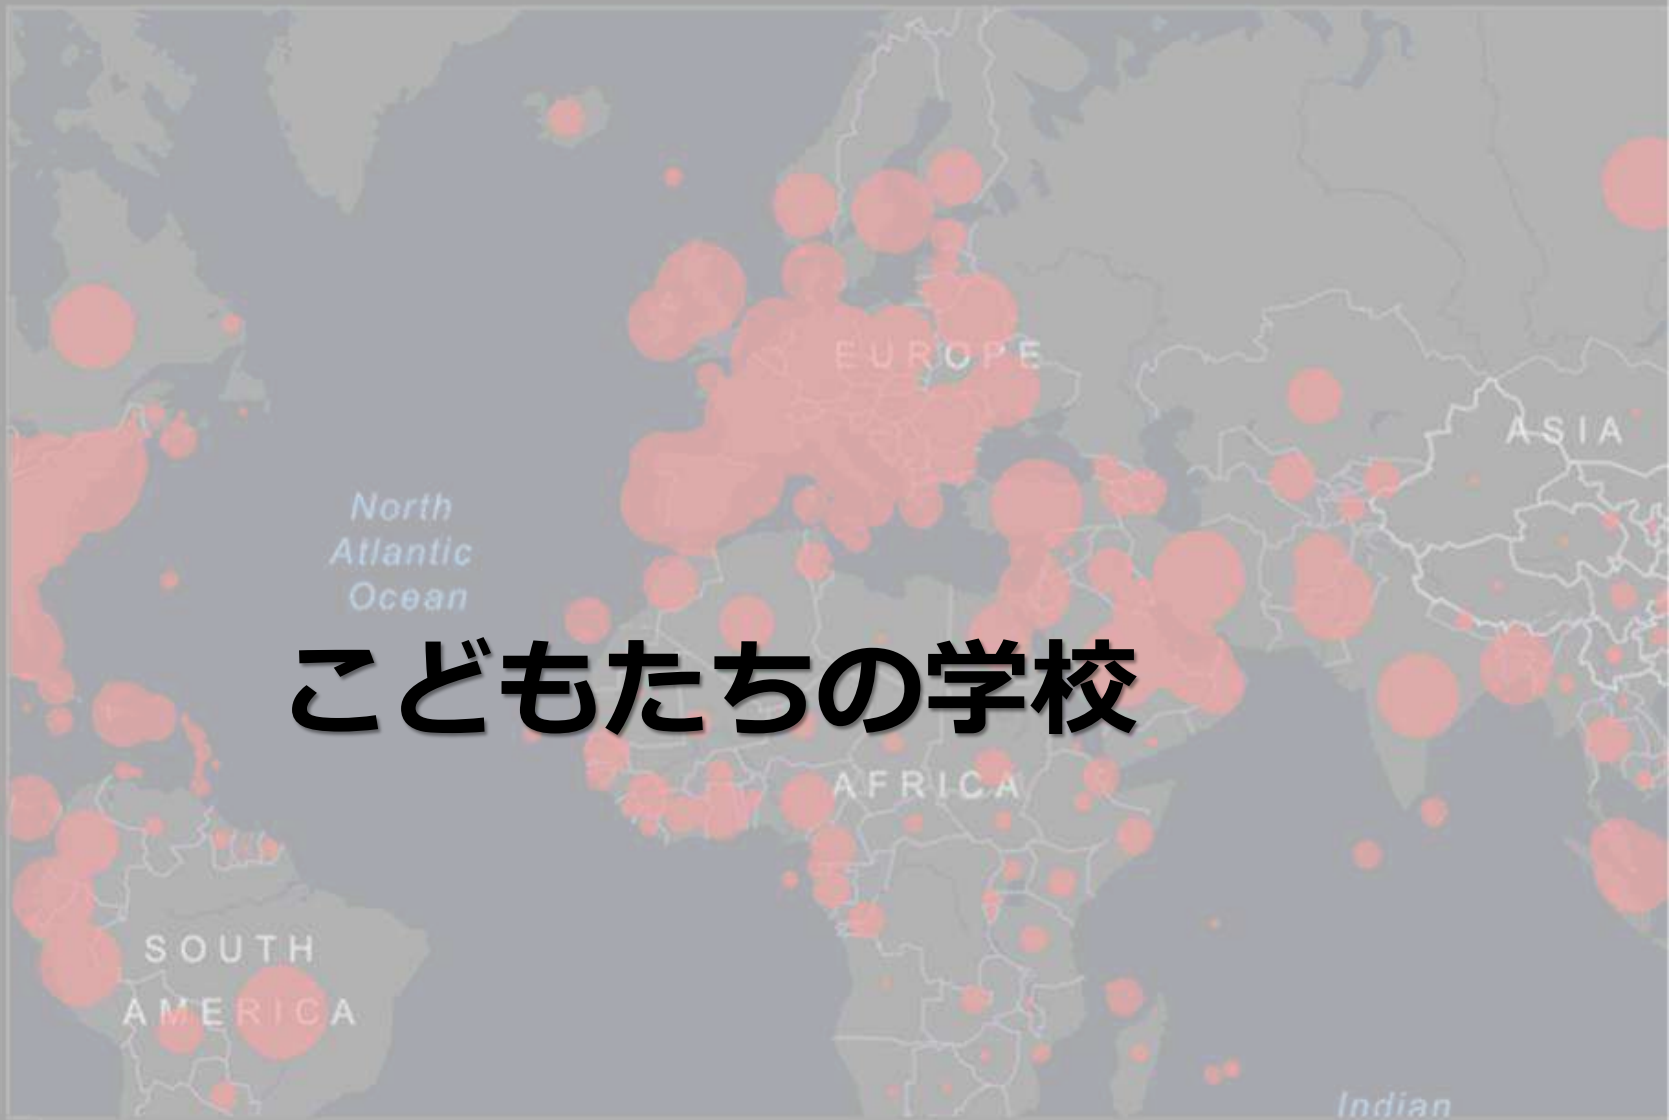 EUROPE
ASIA
North
Atlantic
Ocean
こどもたちの学校
AFRICA
SOUTH
AMERICA
Indian